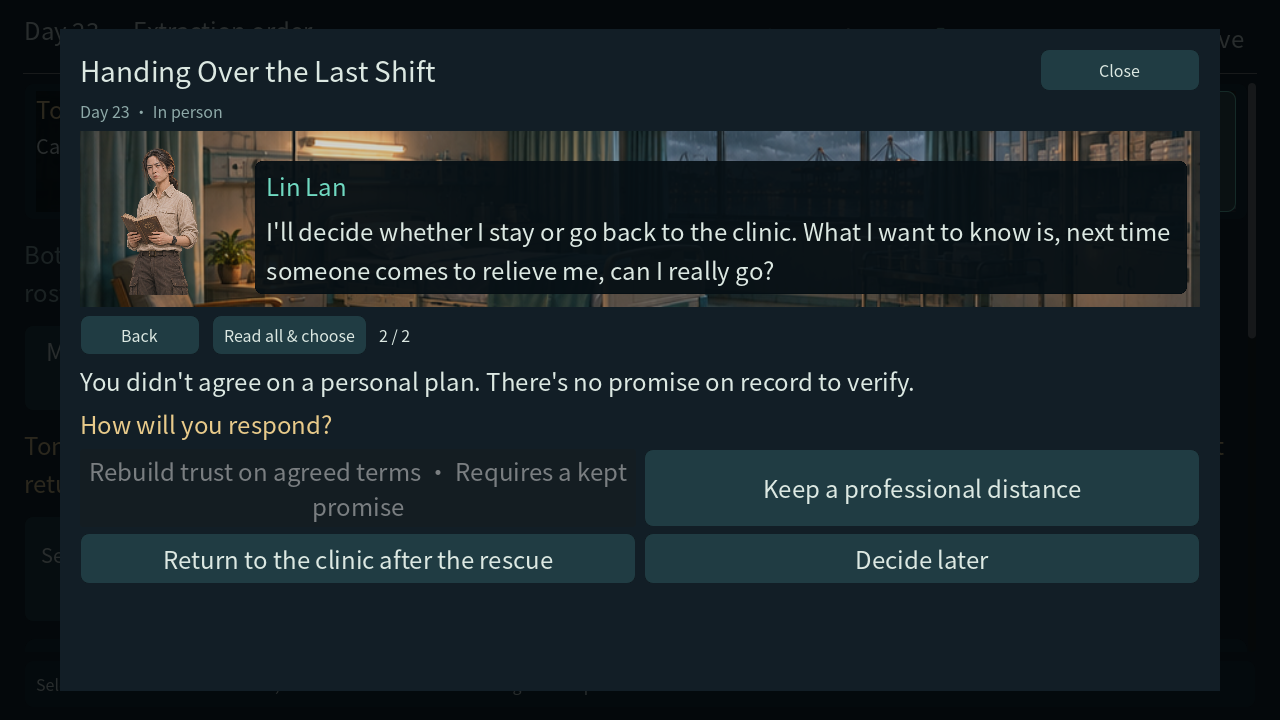 Handing Over the Last Shift
Close
Day 23 • In person
Lin Lan
I'll decide whether I stay or go back to the clinic. What I want to know is, next time
someone comes to relieve me, can I really go?
Back
Read all & choose
2 / 2
You didn't agree on a personal plan. There's no promise on record to verify.
How will you respond?
Rebuild trust on agreed terms • Requires a kept
promise
Keep a professional distance
Return to the clinic after the rescue
Decide later